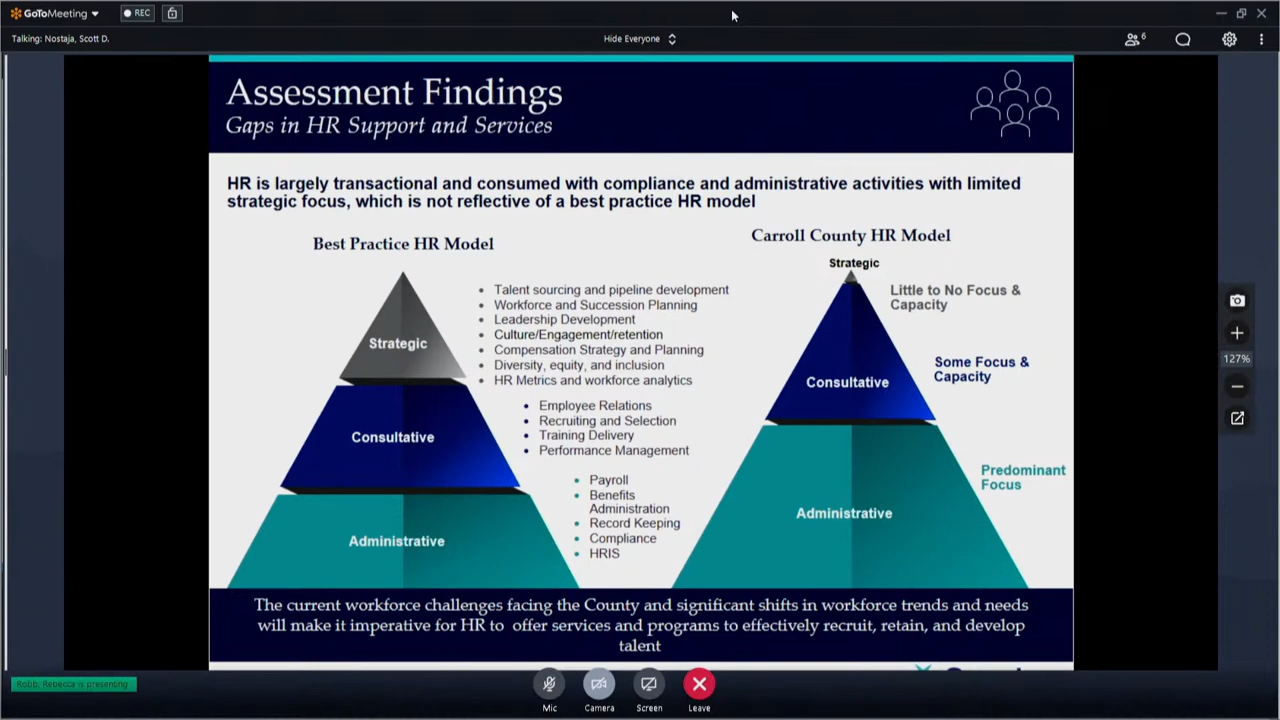 GoToMeeting
REC
Talking: Nostaja, Scott D.
Hide Everyone
6
Assessment Findings
Gaps in HR Support and Services
HR is largely transactional and consumed with compliance and administrative activities with limited
strategic focus, which is not reflective of a best practice HR model
Best Practice HR Model
Strategic
Consultative
Administrative
• Talent sourcing and pipeline development
• Workforce and Succession Planning
• Leadership Development
• Culture/Engagement/retention
• Compensation Strategy and Planning
• Diversity, equity, and inclusion
• HR Metrics and workforce analytics
• Employee Relations
• Recruiting and Selection
• Training Delivery
• Performance Management
• Payroll
• Benefits
Administration
• Record Keeping
• Compliance
• HRIS
Carroll County HR Model
Strategic
Little to No Focus &
Capacity
Consultative
Some Focus &
Capacity
Administrative
Predominant
Focus
127%
The current workforce challenges facing the County and significant shifts in workforce trends and needs
will make it imperative for HR to offer services and programs to effectively recruit, retain, and develop
talent
Robb, Rebecca is presenting
Mic
Camera
Screen
Leave